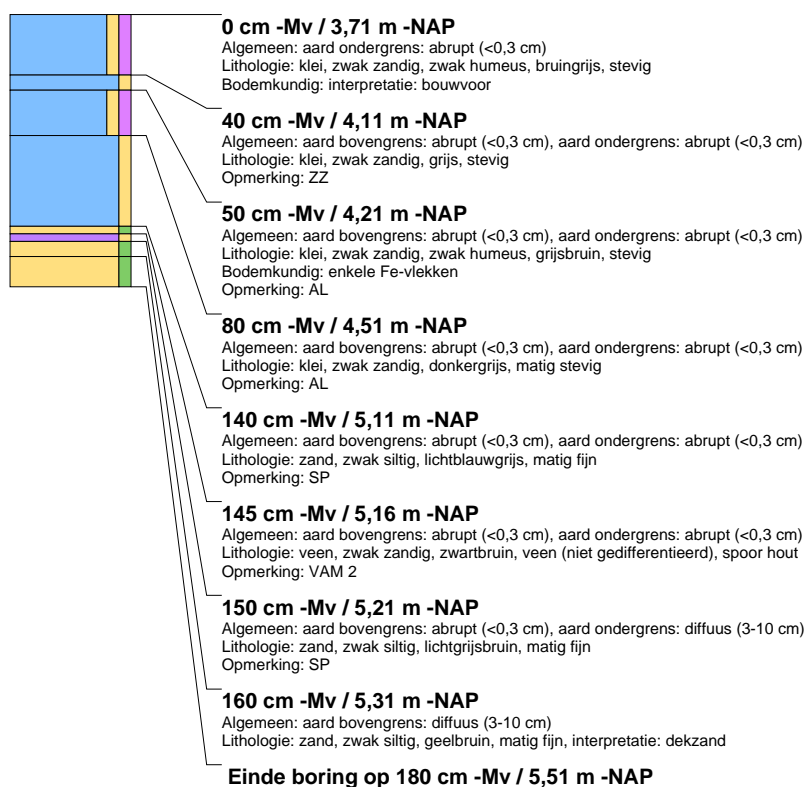 0 cm -Mv / 3,71 m -NAP
Algemeen: aard ondergrens: abrupt (<0,3 cm)
Lithologie: klei, zwak zandig, zwak humeus, bruingrijs, stevig
Bodemkundig: interpretatie: bouwvoor
40 cm -Mv / 4,11 m -NAP
Algemeen: aard bovengrens: abrupt (<0,3 cm), aard ondergrens: abrupt (<0,3 cm)
Lithologie: klei, zwak zandig, grijs, stevig
Opmerking: ZZ
50 cm -Mv / 4,21 m -NAP
Algemeen: aard bovengrens: abrupt (<0,3 cm), aard ondergrens: abrupt (<0,3 cm)
Lithologie: klei, zwak zandig, zwak humeus, grijsbruin, stevig
Bodemkundig: enkele Fe-vlekken
Opmerking: AL
80 cm -Mv / 4,51 m -NAP
Algemeen: aard bovengrens: abrupt (<0,3 cm), aard ondergrens: abrupt (<0,3 cm)
Lithologie: klei, zwak zandig, donkergrijs, matig stevig
Opmerking: AL
140 cm -Mv / 5,11 m -NAP
Algemeen: aard bovengrens: abrupt (<0,3 cm), aard ondergrens: abrupt (<0,3 cm)
Lithologie: zand, zwak siltig, lichtblauwgrijs, matig fijn
Opmerking: SP
145 cm -Mv / 5,16 m -NAP
Algemeen: aard bovengrens: abrupt (<0,3 cm), aard ondergrens: abrupt (<0,3 cm)
Lithologie: veen, zwak zandig, zwartbruin, veen (niet gedifferentieerd), spoor hout
Opmerking: VAM 2
150 cm -Mv / 5,21 m -NAP
Algemeen: aard bovengrens: abrupt (<0,3 cm), aard ondergrens: diffuus (3-10 cm)
Lithologie: zand, zwak siltig, lichtgrijsbruin, matig fijn
Opmerking: SP
160 cm -Mv / 5,31 m -NAP
Algemeen: aard bovengrens: diffuus (3-10 cm)
Lithologie: zand, zwak siltig, geelbruin, matig fijn, interpretatie: dekzand
Einde boring op 180 cm -Mv / 5,51 m -NAP